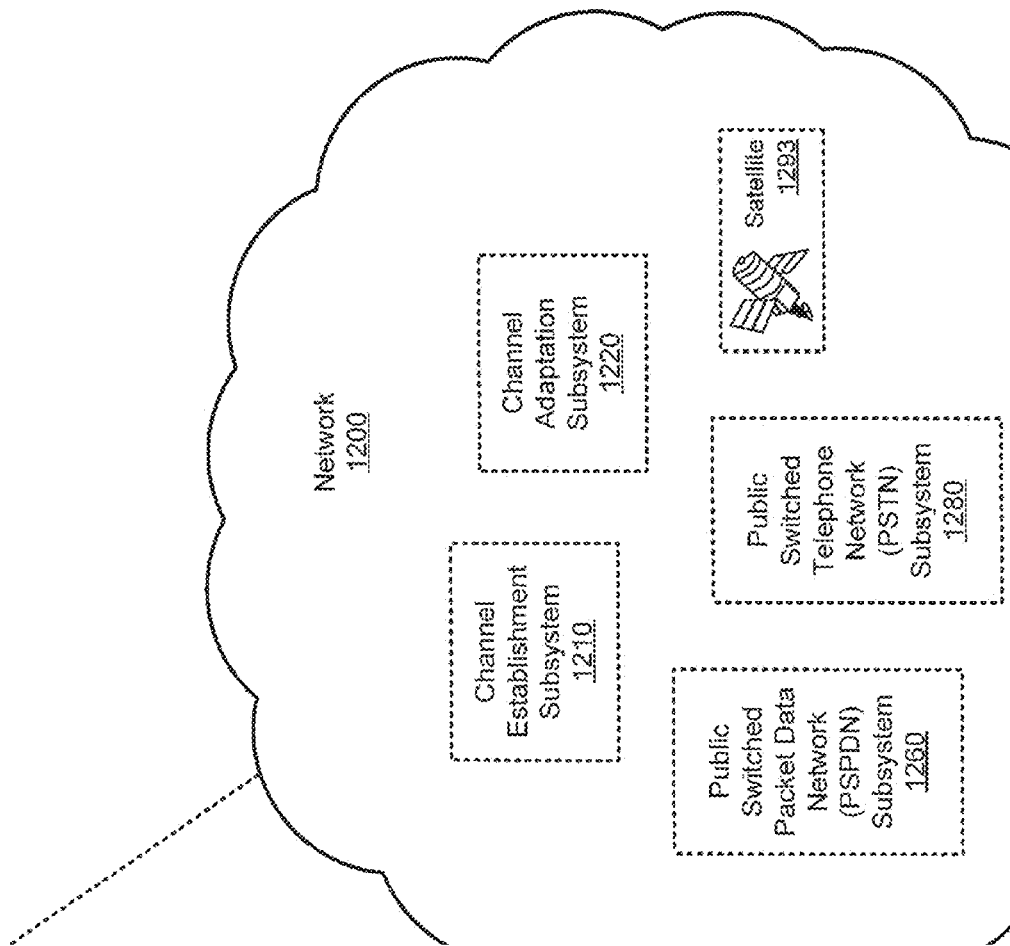 Network
1200
Channel
Establishment
Subsystem
1210
Channel
Adaptation
Subsystem
1220
Public
Switched
Packet Data
Network
(PSPDN)
Subsystem
1260
Public
Switched
Telephone
Network
(PSTN)
Subsystem
1280
Satellite
1293